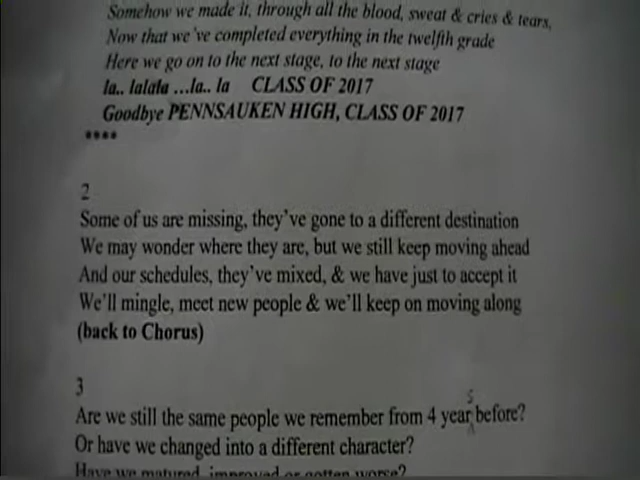 Somehow we made it, through all the blood, sweat & cries & tears,
Now that we've completed everything in the twelfth grade
Here we go on to the next stage, to the next stage
la.. lalala ...la.. la CLASS OF 2017
Goodbye PENNSAUKEN HIGH, CLASS OF 2017
****
2
Some of us are missing, they've gone to a different destination
We may wonder where they are, but we still keep moving ahead
And our schedules, they've mixed, & we have just to accept it
We'll mingle, meet new people & we'll keep on moving along
(back to Chorus)
3
Are we still the same people we remember from 4 years before?
Or have we changed into a different character?
Have we matured, improved or gotten worse?